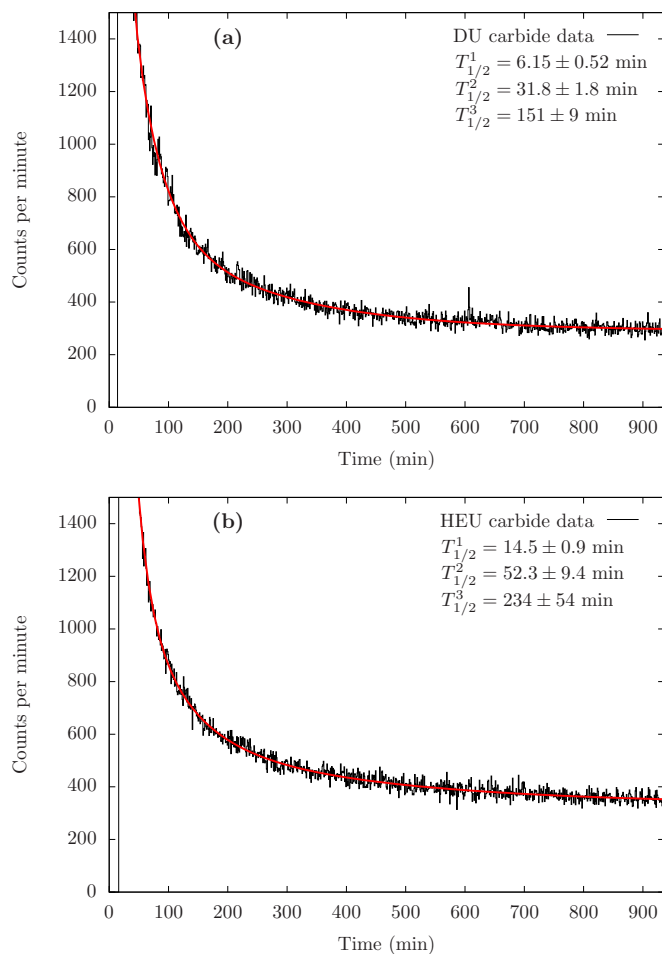 (a)
DU carbide data
T^1_{1/2} = 6.15 ± 0.52 min
T^2_{1/2} = 31.8 ± 1.8 min
T^3_{1/2} = 151 ± 9 min
Counts per minute
1400
1200
1000
800
600
400
200
0
0 100 200 300 400 500 600 700 800 900
Time (min)
(b)
HEU carbide data
T^1_{1/2} = 14.5 ± 0.9 min
T^2_{1/2} = 52.3 ± 9.4 min
T^3_{1/2} = 234 ± 54 min
Counts per minute
1400
1200
1000
800
600
400
200
0
0 100 200 300 400 500 600 700 800 900
Time (min)